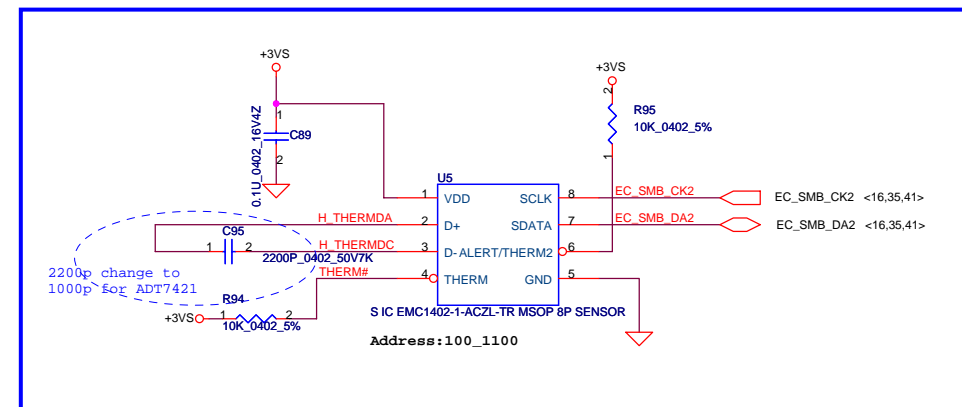 +3VS
+3VS
2
R95
10K_0402_5%
1
0.1U_0402_16V4Z
1
C89
2
U5
1 VDD SCLK 8 EC_SMB_CK2 EC_SMB_CK2 <16,35,41>
H_THERMDA 2 D+ SDATA 7 EC_SMB_DA2 EC_SMB_DA2 <16,35,41>
C95
1 2 H_THERMDC 3 D- ALERT/THERM2 6
2200P_0402_50V7K
THERM# 4 THERM GND 5
2200p change to
1000p for ADT7421
R94
+3VS 1 2
10K_0402_5%
S IC EMC1402-1-ACZL-TR MSOP 8P SENSOR
Address:100_1100